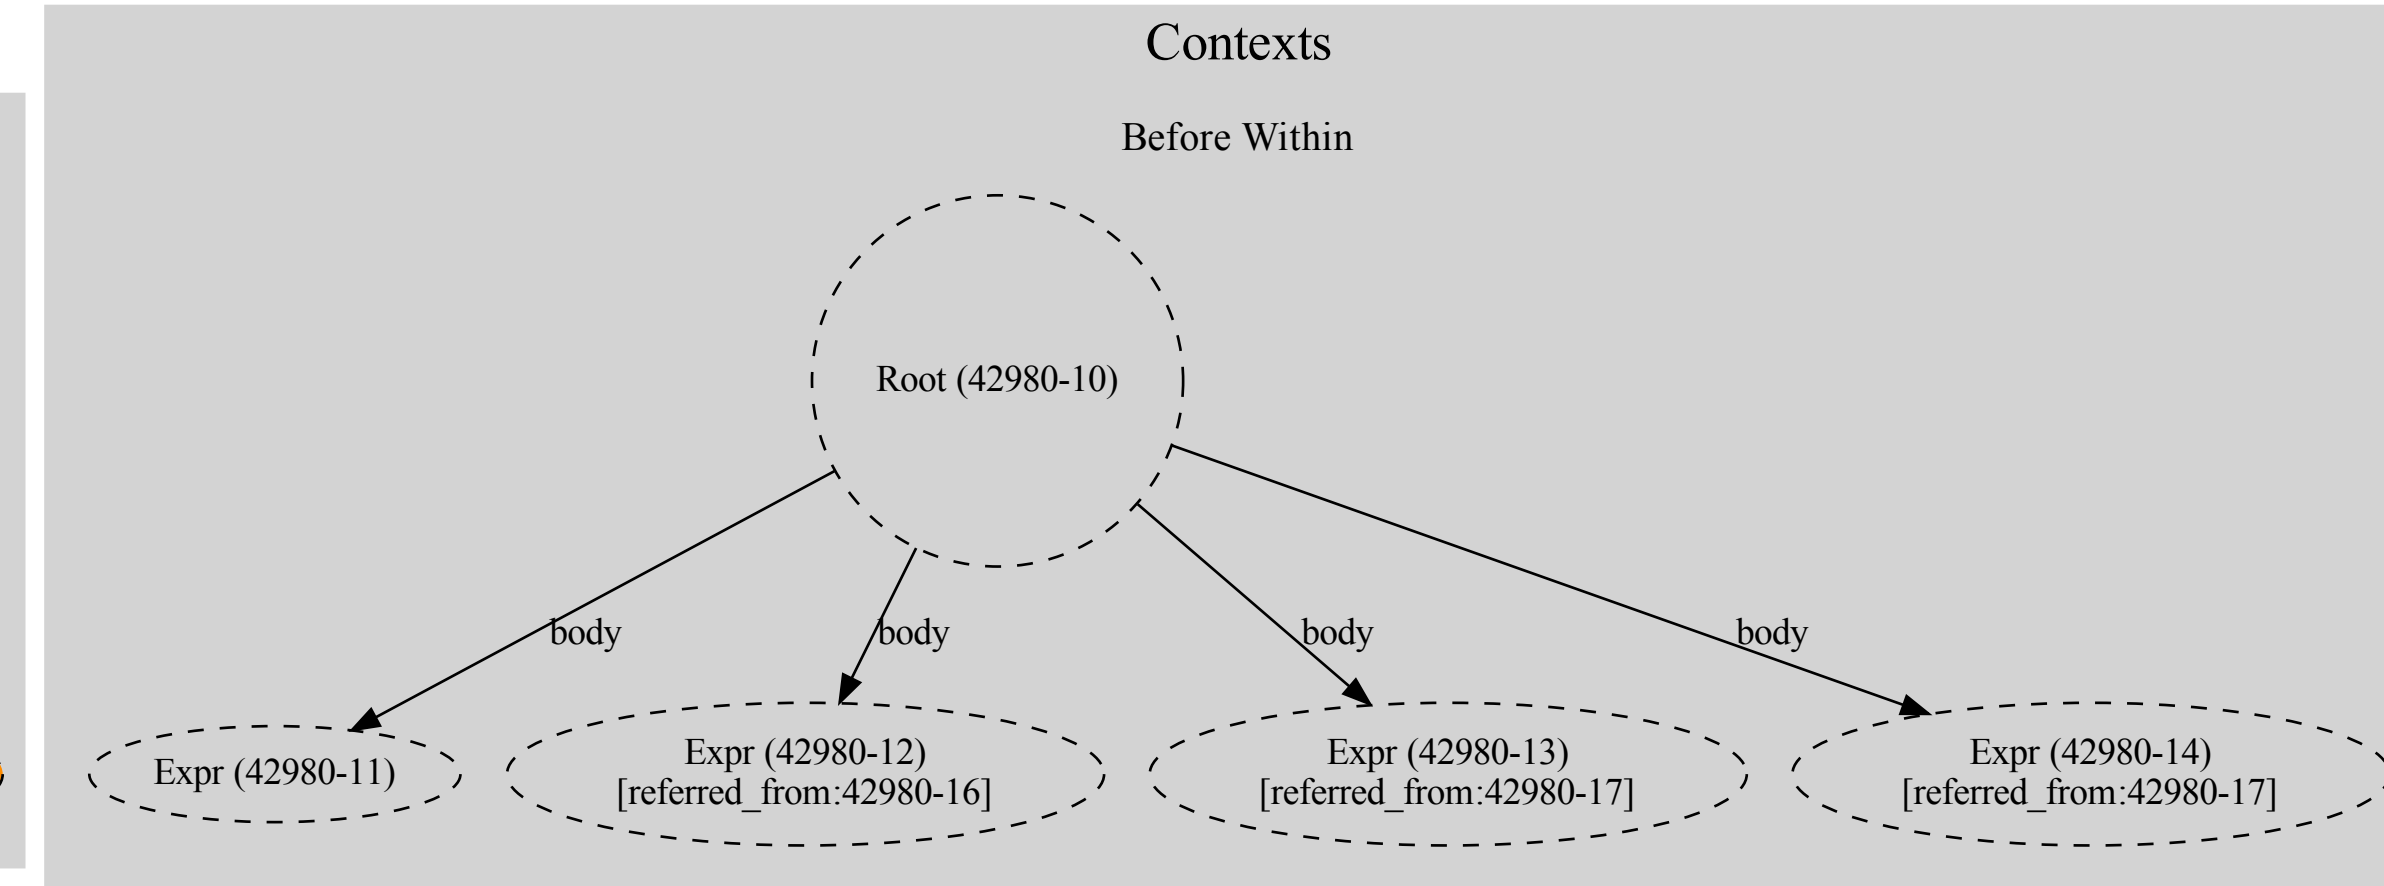 Contexts
Before Within
Root (42980-10)
body
body
body
body
Expr (42980-11)
Expr (42980-12)
[referred_from:42980-16]
Expr (42980-13)
[referred_from:42980-17]
Expr (42980-14)
[referred_from:42980-17]